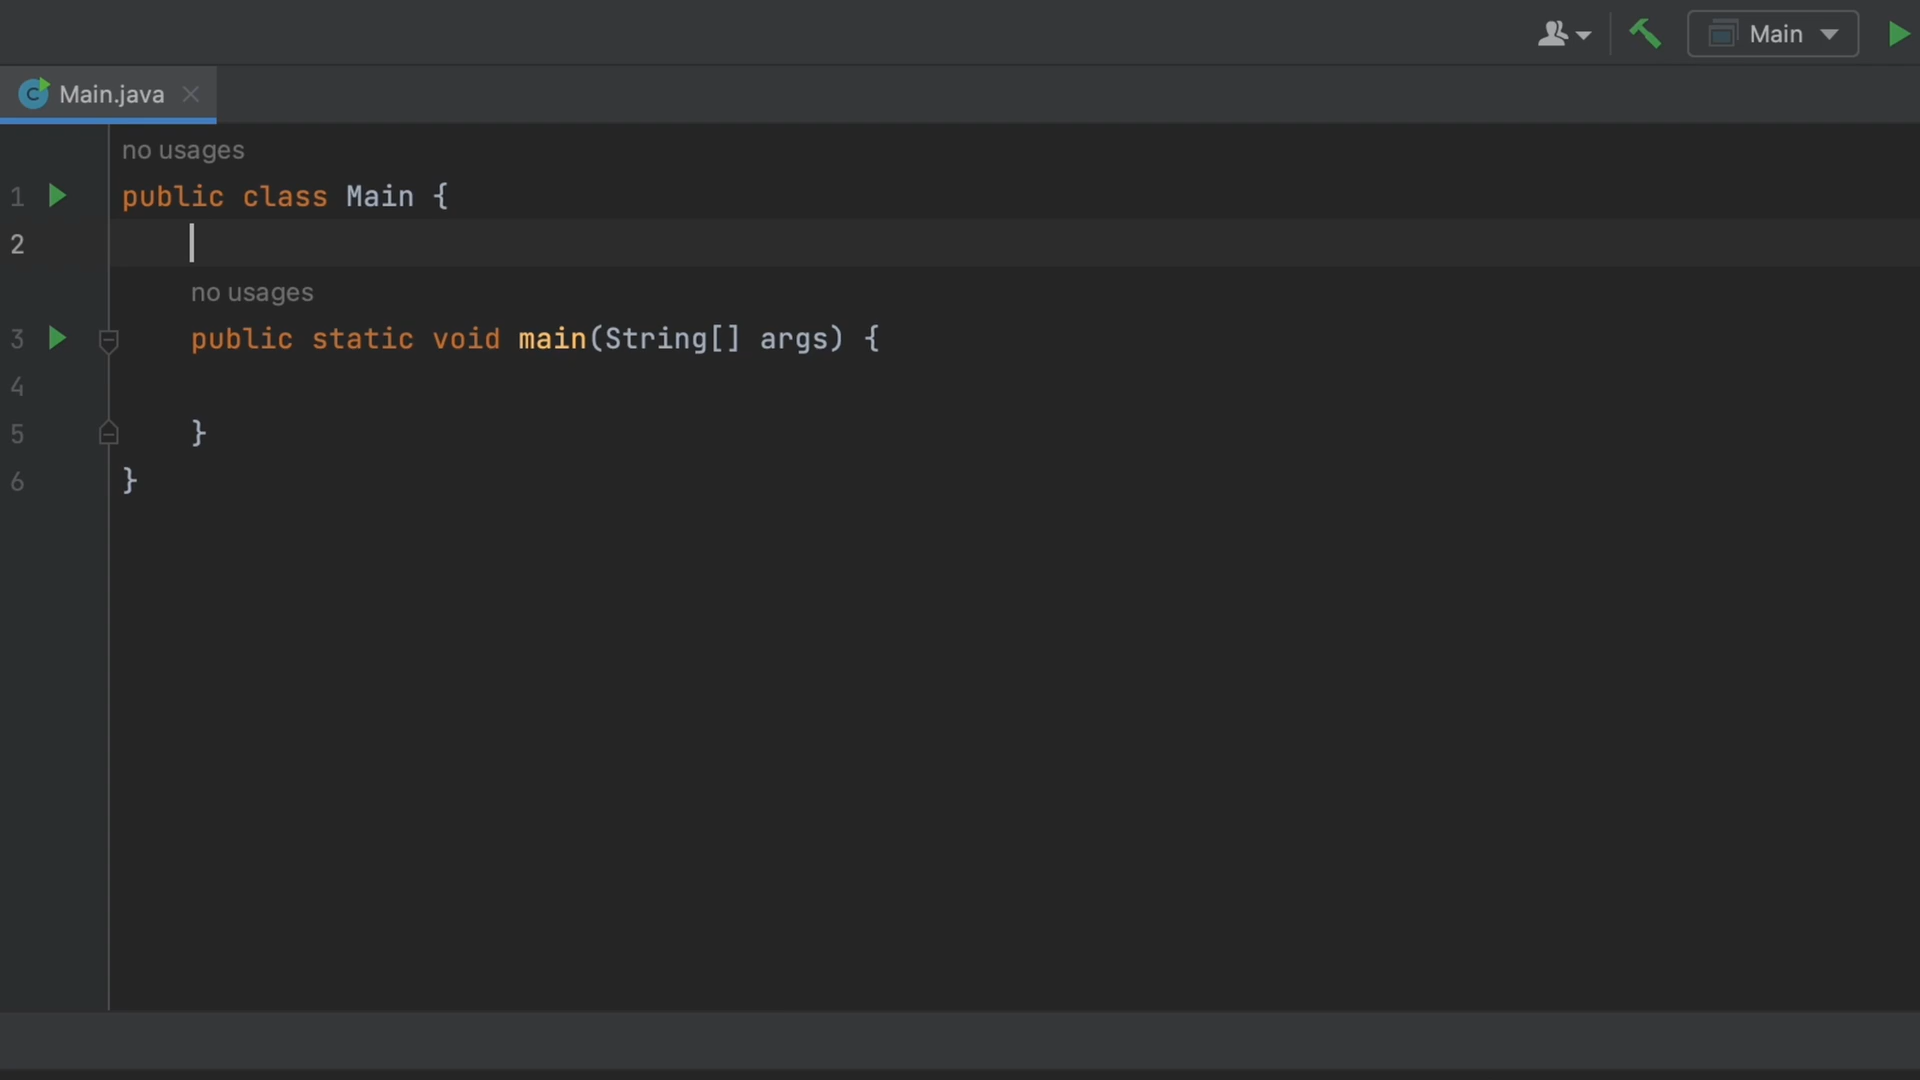 Main
Main.java
no usages
1 public class Main {
2
no usages
3 public static void main(String[] args) {
4
5 }
6 }